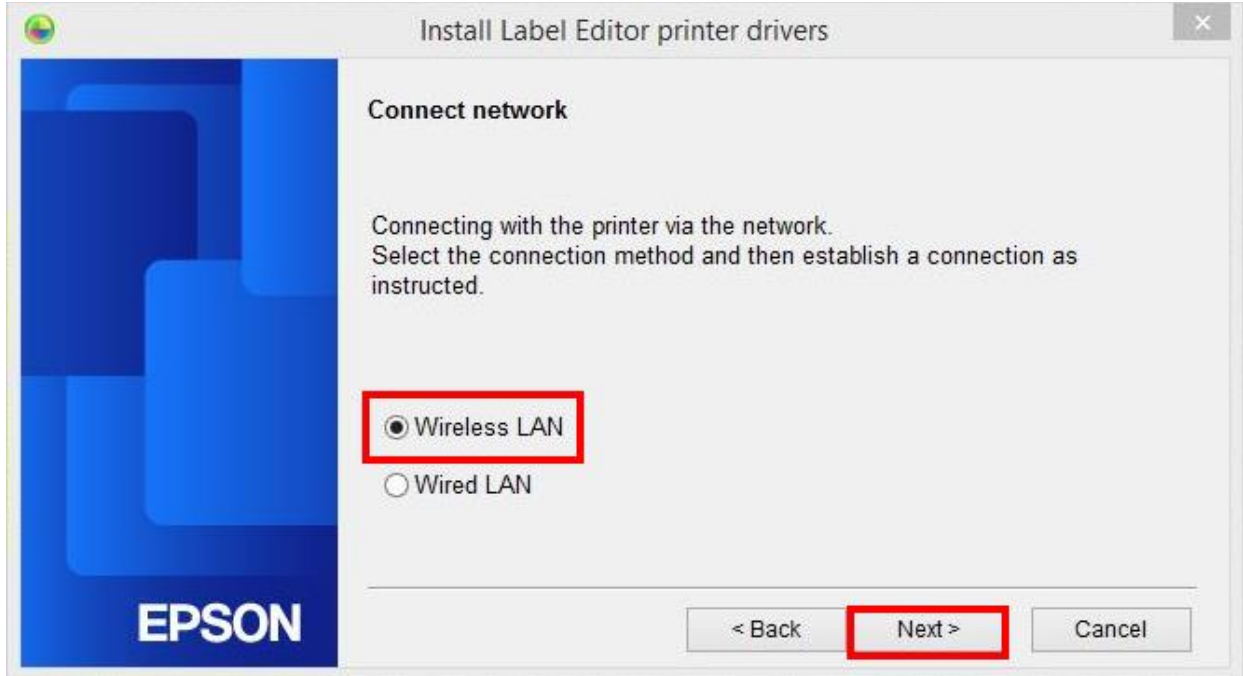 Install Label Editor printer drivers
Connect network
Connecting with the printer via the network.
Select the connection method and then establish a connection as
instructed.
Wireless LAN
Wired LAN
EPSON
< Back
Next >
Cancel